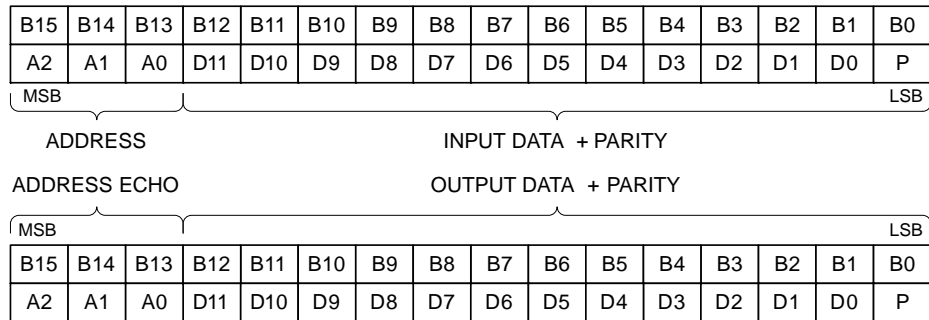 B15 B14 B13 B12 B11 B10 B9 B8 B7 B6 B5 B4 B3 B2 B1 B0
A2 A1 A0 D11 D10 D9 D8 D7 D6 D5 D4 D3 D2 D1 D0 P
MSB LSB
ADDRESS INPUT DATA + PARITY
ADDRESS ECHO OUTPUT DATA + PARITY
MSB LSB
B15 B14 B13 B12 B11 B10 B9 B8 B7 B6 B5 B4 B3 B2 B1 B0
A2 A1 A0 D11 D10 D9 D8 D7 D6 D5 D4 D3 D2 D1 D0 P